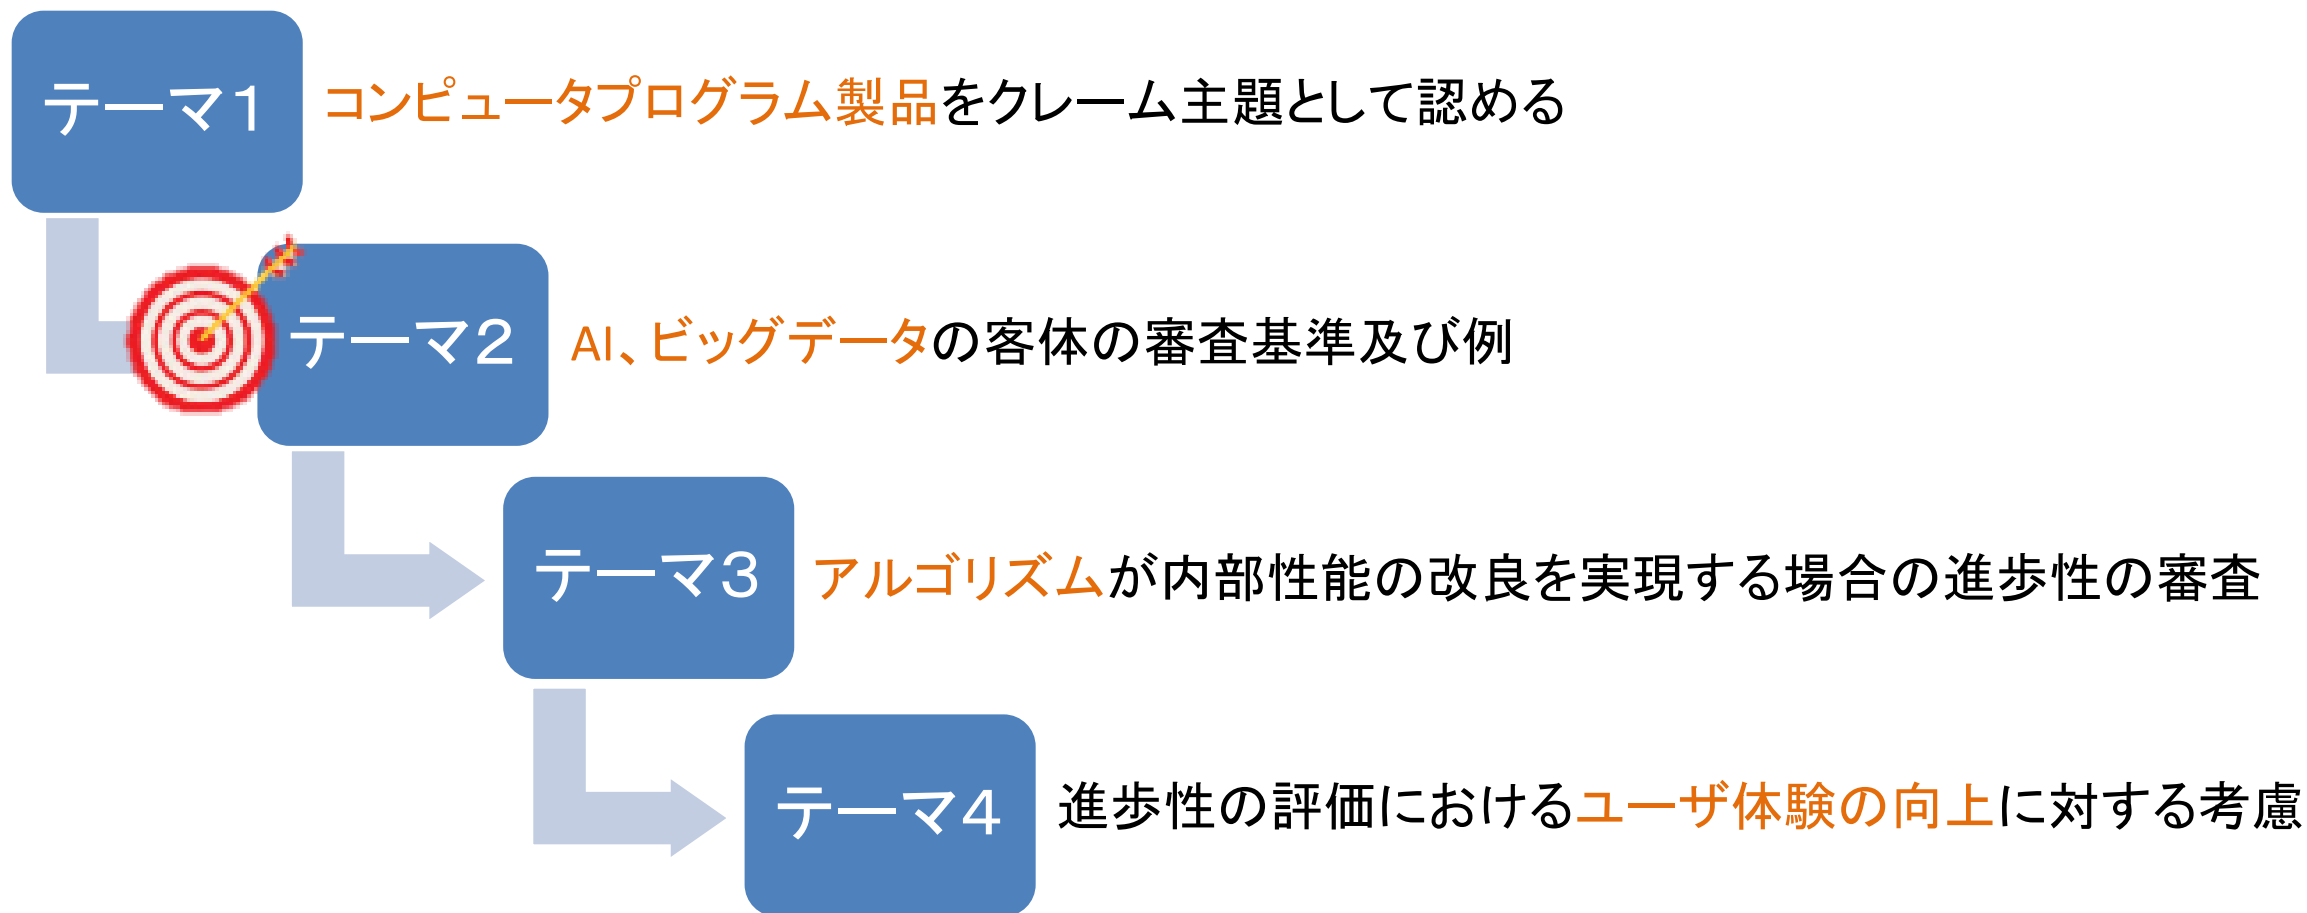 テーマ１
コンピュータプログラム製品をクレーム主題として認める
テーマ２
AI、ビッグデータの客体の審査基準及び例
テーマ３
アルゴリズムが内部性能の改良を実現する場合の進歩性の審査
テーマ４
進歩性の評価におけるユーザ体験の向上に対する考慮